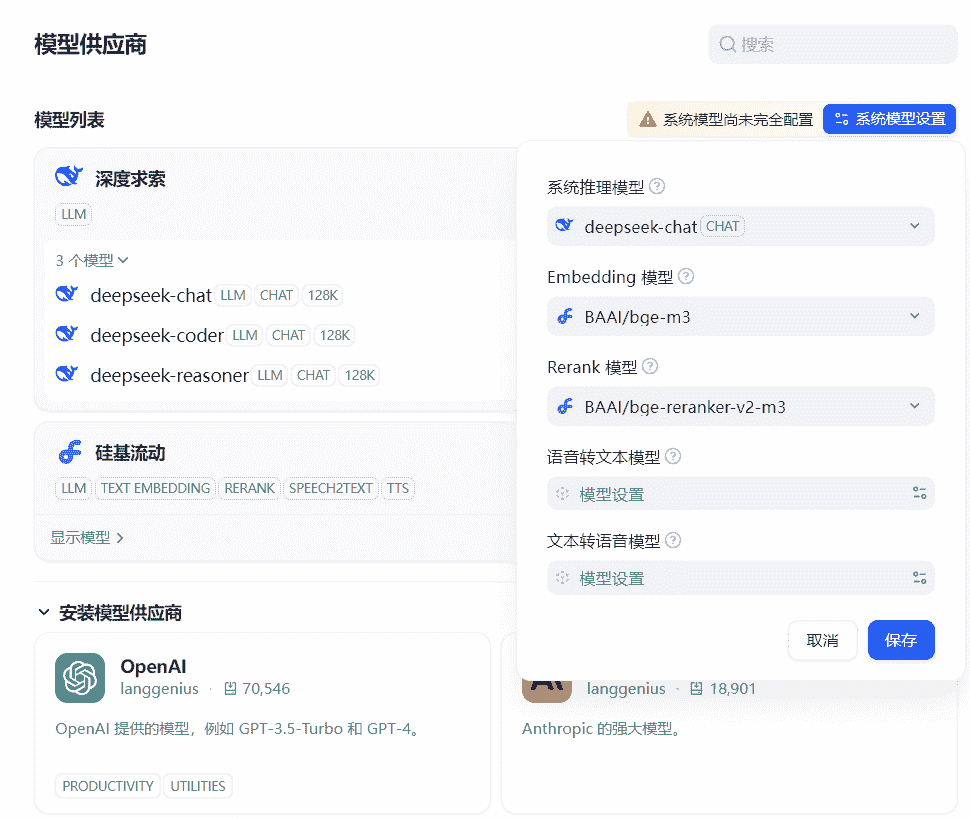 模型供应商
搜索
模型列表
系统模型尚未完全配置
系统模型设置
深度求索
LLM
3 个模型
deepseek-chat LLM CHAT 128K
deepseek-coder LLM CHAT 128K
deepseek-reasoner LLM CHAT 128K
硅基流动
LLM TEXT EMBEDDING RERANK SPEECH2TEXT TTS
显示模型
系统推理模型
deepseek-chat CHAT
Embedding 模型
BAAI/bge-m3
Rerank 模型
BAAI/bge-reranker-v2-m3
语音转文本模型
模型设置
文本转语音模型
模型设置
取消
保存
安装模型供应商
OpenAI
langgenius · 70,546
OpenAI 提供的模型，例如 GPT-3.5-Turbo 和 GPT-4。
PRODUCTIVITY UTILITIES
langgenius · 18,901
Anthropic 的强大模型。